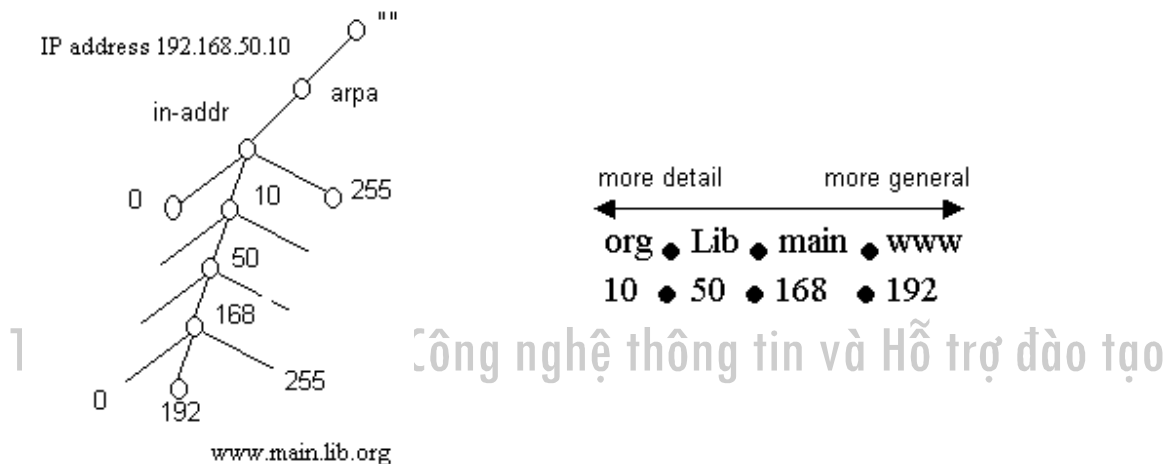 ""
IP address 192.168.50.10
arpa
in-addr
0
10
255
50
168
0
192
255
www.main.lib.org
more detail more general
org • Lib • main • www
10 • 50 • 168 • 192
1
Công nghệ thông tin và Hỗ trợ đào tạo